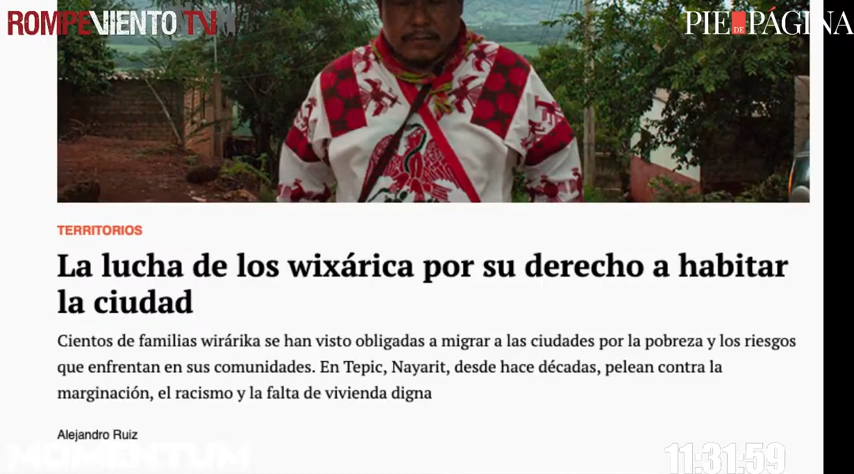 ROMPEVIENTO TV
PIE DE PÁGINA
TERRITORIOS
La lucha de los wixárica por su derecho a habitar
la ciudad
Cientos de familias wirárika se han visto obligadas a migrar a las ciudades por la pobreza y los riesgos
que enfrentan en sus comunidades. En Tepic, Nayarit, desde hace décadas, pelean contra la
marginación, el racismo y la falta de vivienda digna
Alejandro Ruiz
MOMENTUM
11:31:59